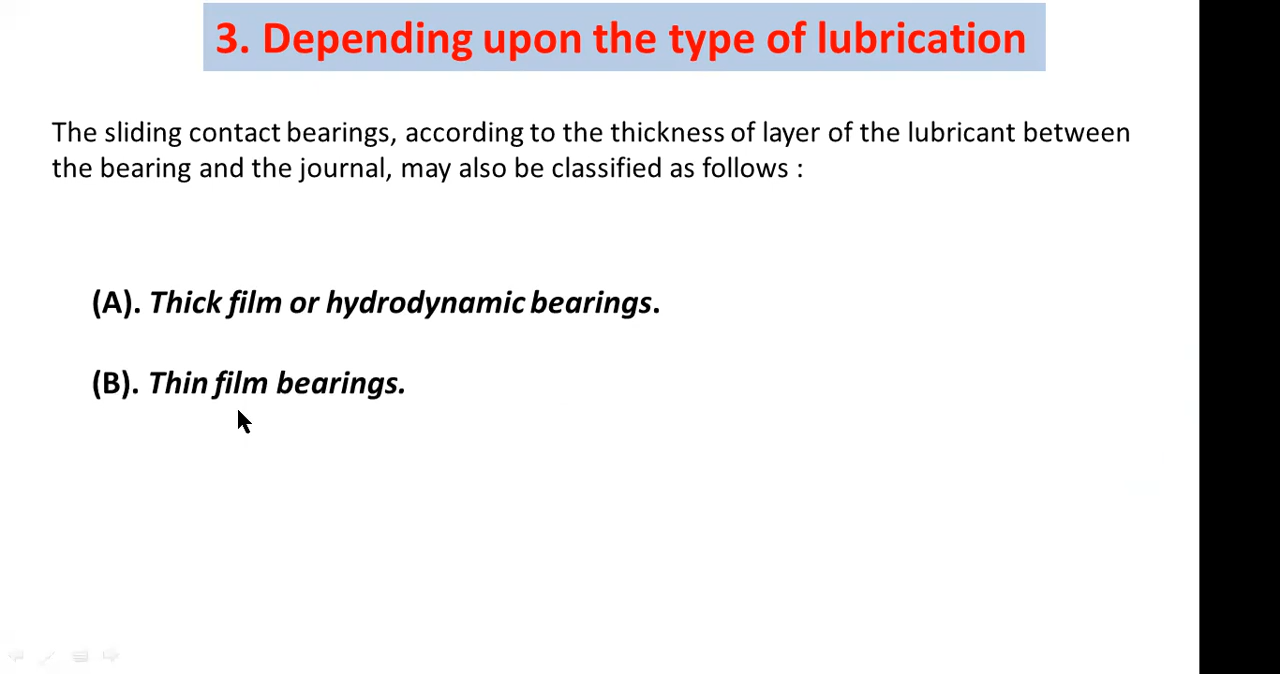 3. Depending upon the type of lubrication
The sliding contact bearings, according to the thickness of layer of the lubricant between
the bearing and the journal, may also be classified as follows :
(A). Thick film or hydrodynamic bearings.
(B). Thin film bearings.